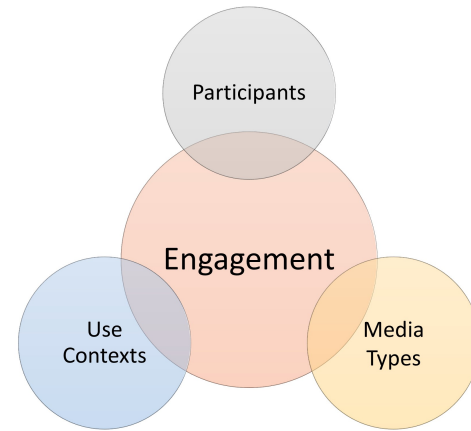 Participants
Engagement
Use
Contexts
Media
Types